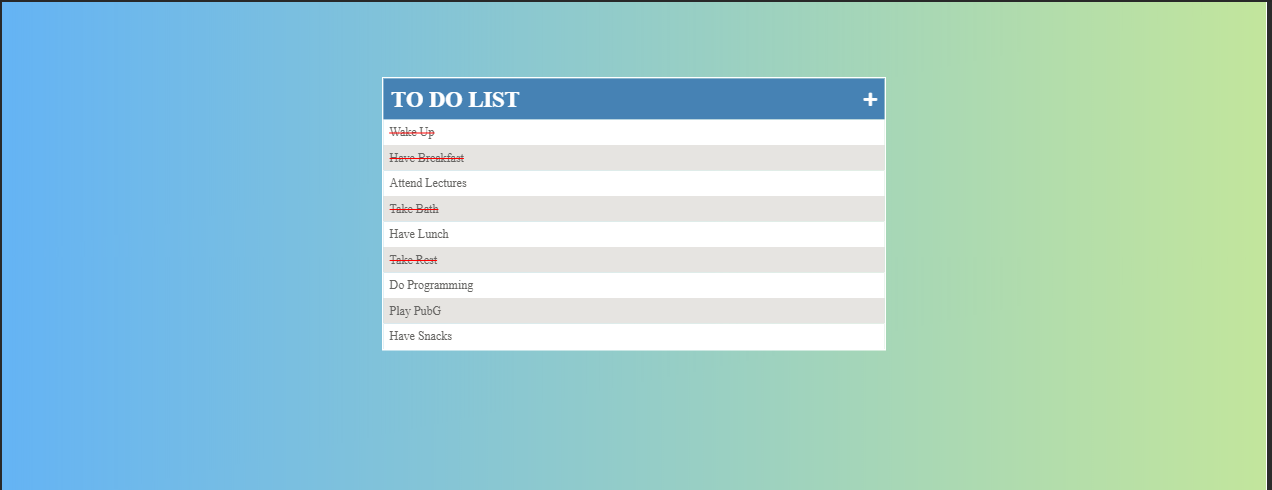 TO DO LIST +
Wake Up
Have Breakfast
Attend Lectures
Take Bath
Have Lunch
Take Rest
Do Programming
Play PubG
Have Snacks